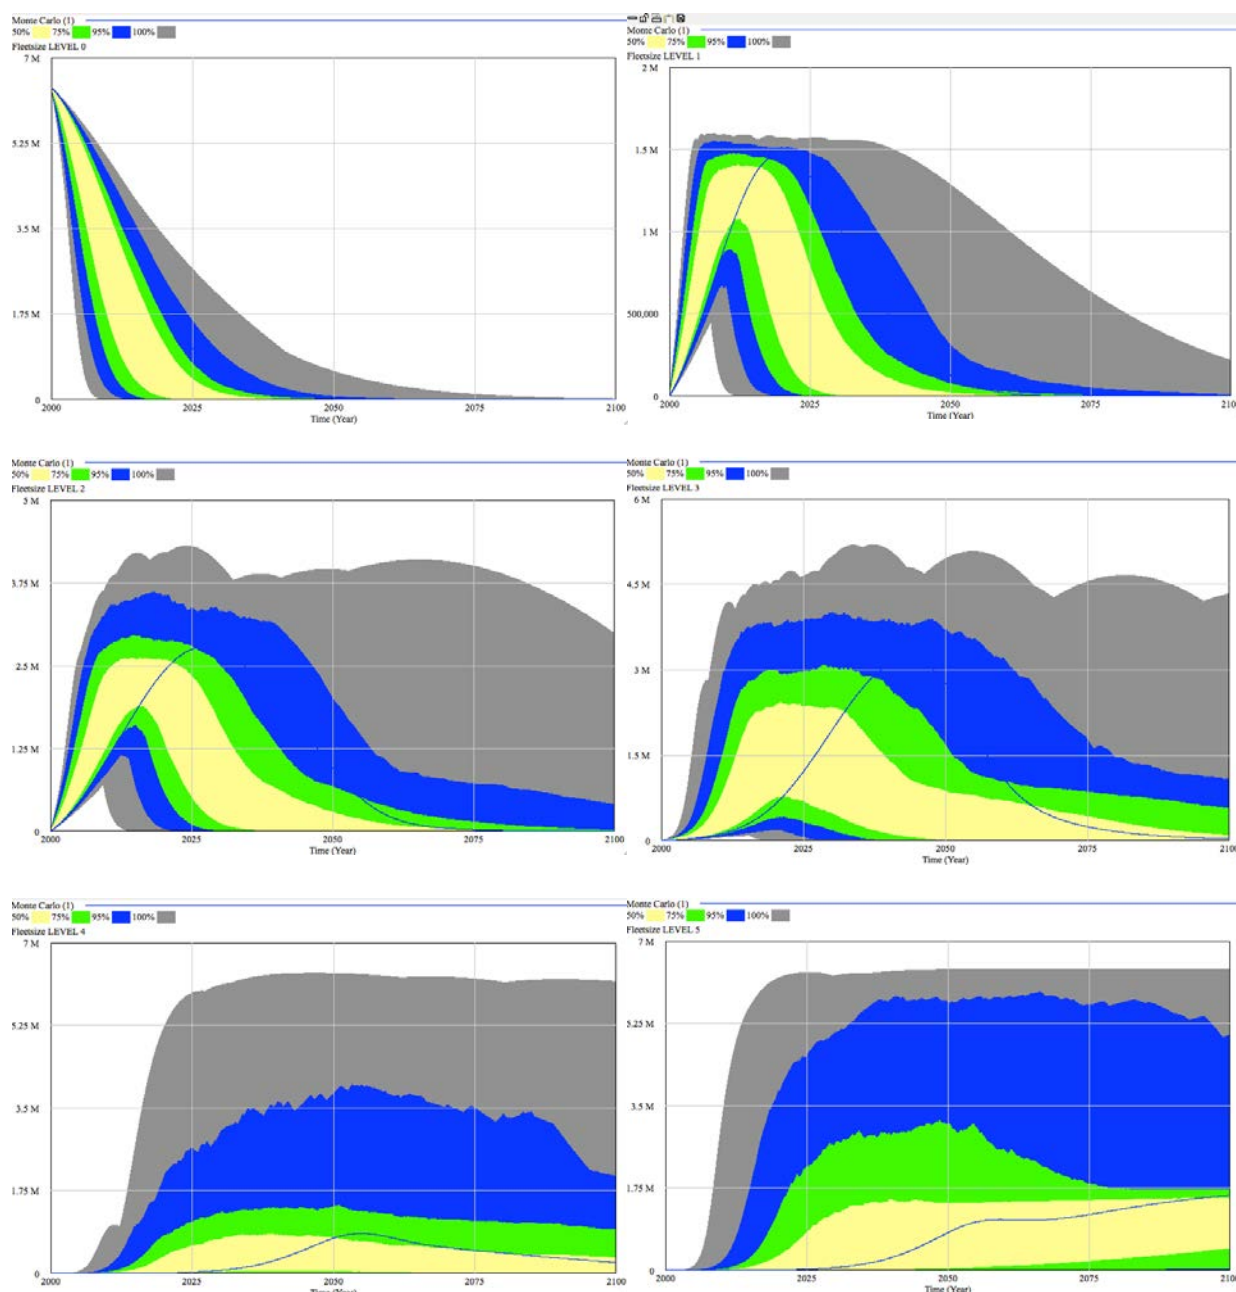 Monte Carlo (1)
50% 75% 95% 100%
Fleetsize LEVEL 0
7 M
5.25 M
3.5 M
1.75 M
0
2000 2025 2050 2075 2100
Time (Year)
Monte Carlo (1)
50% 75% 95% 100%
Fleetsize LEVEL 1
2 M
1.5 M
1 M
500,000
0
2000 2025 2050 2075 2100
Time (Year)
Monte Carlo (1)
50% 75% 95% 100%
Fleetsize LEVEL 2
5 M
3.75 M
2.5 M
1.25 M
0
2000 2025 2050 2075 2100
Time (Year)
Monte Carlo (1)
50% 75% 95% 100%
Fleetsize LEVEL 3
6 M
4.5 M
3 M
1.5 M
0
2000 2025 2050 2075 2100
Time (Year)
Monte Carlo (1)
50% 75% 95% 100%
Fleetsize LEVEL 4
7 M
5.25 M
3.5 M
1.75 M
0
2000 2025 2050 2075 2100
Time (Year)
Monte Carlo (1)
50% 75% 95% 100%
Fleetsize LEVEL 5
7 M
5.25 M
3.5 M
1.75 M
0
2000 2025 2050 2075 2100
Time (Year)